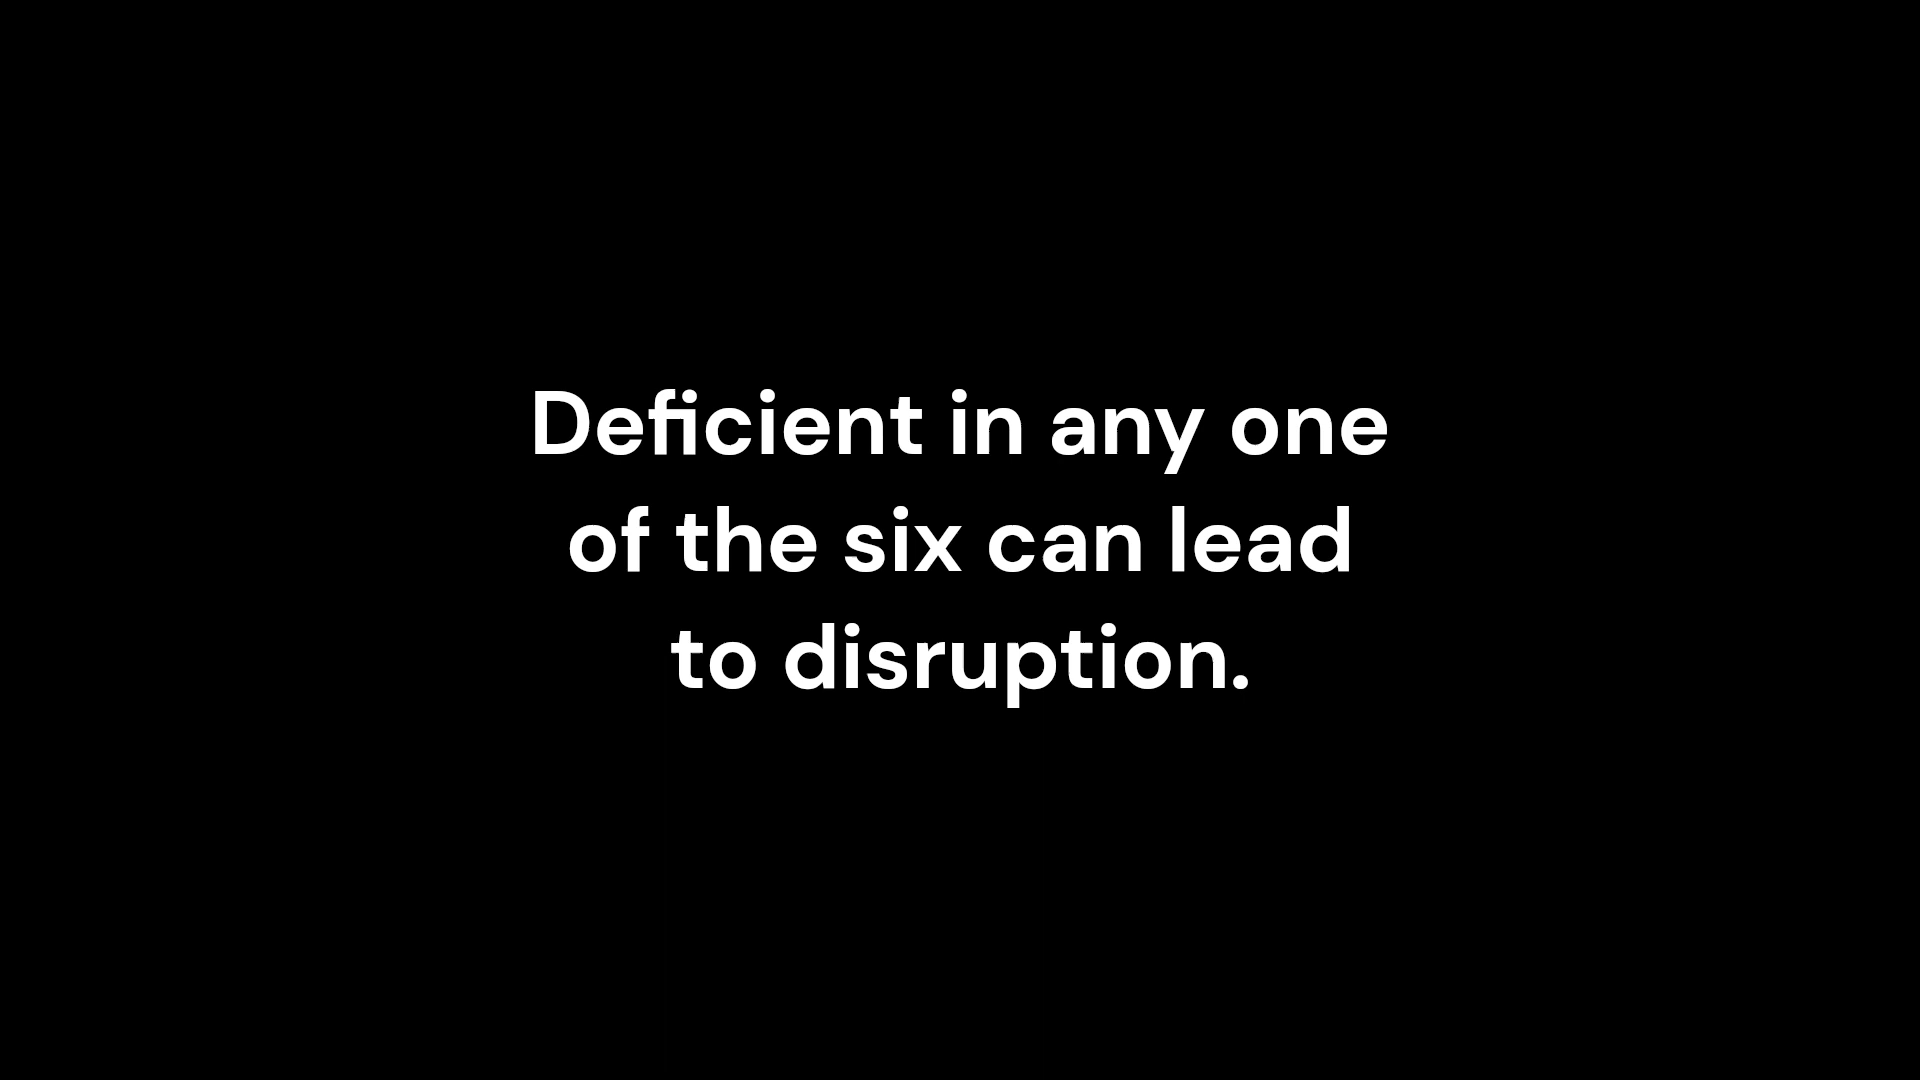 Deficient in any one
of the six can lead
to disruption.